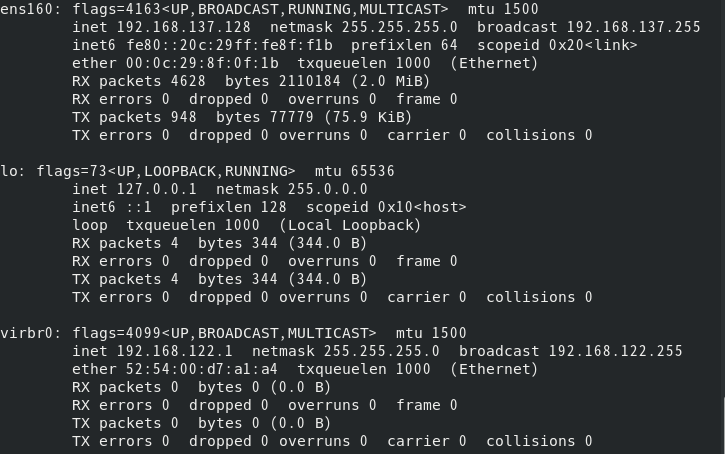 ens160: flags=4163<UP,BROADCAST,RUNNING,MULTICAST>  mtu 1500
        inet 192.168.137.128  netmask 255.255.255.0  broadcast 192.168.137.255
        inet6 fe80::20c:29ff:fe8f:f1b  prefixlen 64  scopeid 0x20<link>
        ether 00:0c:29:8f:0f:1b  txqueuelen 1000  (Ethernet)
        RX packets 4628  bytes 2110184 (2.0 MiB)
        RX errors 0  dropped 0  overruns 0  frame 0
        TX packets 948  bytes 77779 (75.9 KiB)
        TX errors 0  dropped 0 overruns 0  carrier 0  collisions 0

lo: flags=73<UP,LOOPBACK,RUNNING>  mtu 65536
        inet 127.0.0.1  netmask 255.0.0.0
        inet6 ::1  prefixlen 128  scopeid 0x10<host>
        loop  txqueuelen 1000  (Local Loopback)
        RX packets 4  bytes 344 (344.0 B)
        RX errors 0  dropped 0  overruns 0  frame 0
        TX packets 4  bytes 344 (344.0 B)
        TX errors 0  dropped 0 overruns 0  carrier 0  collisions 0

virbr0: flags=4099<UP,BROADCAST,MULTICAST>  mtu 1500
        inet 192.168.122.1  netmask 255.255.255.0  broadcast 192.168.122.255
        ether 52:54:00:d7:a1:a4  txqueuelen 1000  (Ethernet)
        RX packets 0  bytes 0 (0.0 B)
        RX errors 0  dropped 0  overruns 0  frame 0
        TX packets 0  bytes 0 (0.0 B)
        TX errors 0  dropped 0 overruns 0  carrier 0  collisions 0